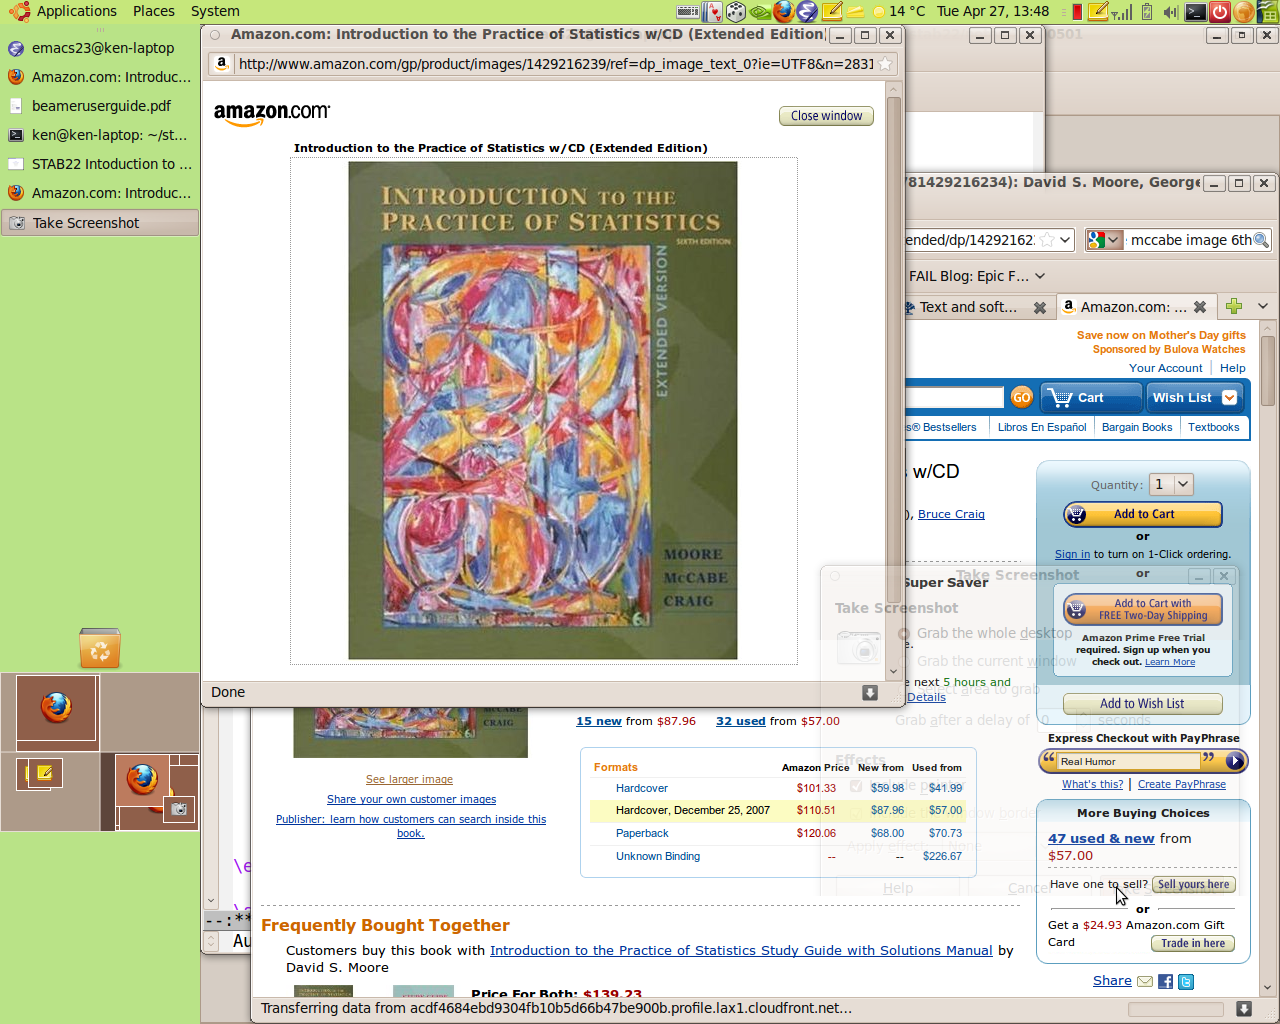 Applications Places System
14 °C Tue Apr 27, 13:48
emacs23@ken-laptop
Amazon.com: Introduc...
beameruserguide.pdf
ken@ken-laptop: ~/st...
STAB22 Intoduction to ...
Amazon.com: Introduc...
Take Screenshot
Amazon.com: Introduction to the Practice of Statistics w/CD (Extended Edition)
http://www.amazon.com/gp/product/images/1429216239/ref=dp_image_text_0?ie=UTF8&n=2831
amazon.com
Close window
Introduction to the Practice of Statistics w/CD (Extended Edition)
INTRODUCTION TO THE
PRACTICE OF STATISTICS
SIXTH EDITION
EXTENDED VERSION
MOORE
McCABE
CRAIG
6
Done
0501
781429216234): David S. Moore, George
ended/dp/14292162
mccabe image 6th
FAIL Blog: Epic F...
Text and soft...
Amazon.com: ...
Save now on Mother's Day gifts
Sponsored by Bulova Watches
Your Account Help
GO Cart Wish List
s® Bestsellers Libros En Español Bargain Books Textbooks
s w/CD
), Bruce Craig
Quantity: 1
Add to Cart
or
Sign in to turn on 1-Click ordering.
or
Add to Cart with
FREE Two-Day Shipping
Amazon Prime Free Trial
required. Sign up when you
check out. Learn More
Add to Wish List
Express Checkout with PayPhrase
Real Humor
What's this? Create PayPhrase
More Buying Choices
47 used & new from
$57.00
Have one to sell? Sell yours here
or
Get a $24.93 Amazon.com Gift
Card Trade in here
Share
Take Screenshot
Super Saver
Take Screenshot
Grab the whole desktop
e.
Grab the current window
e next 5 hours and
Select area to grab
Details
Grab after a delay of 0 seconds
Effects
Include pointer
Apply effect: None
Help Cancel
15 new from $87.96 32 used from $57.00
CRAIG
See larger image
Share your own customer images
Publisher: learn how customers can search inside this
book.
Formats Amazon Price New from Used from
Hardcover $101.33 $59.98 $41.99
Hardcover, December 25, 2007 $110.51 $87.96 $57.00
Paperback $120.06 $68.00 $70.73
Unknown Binding -- -- $226.67
\e
--:**
Au
Frequently Bought Together
Customers buy this book with Introduction to the Practice of Statistics Study Guide with Solutions Manual by
David S. Moore
Price For Both: $139.23
Transferring data from acdf4684ebd9304fb10b5d66b47be900b.profile.lax1.cloudfront.net...